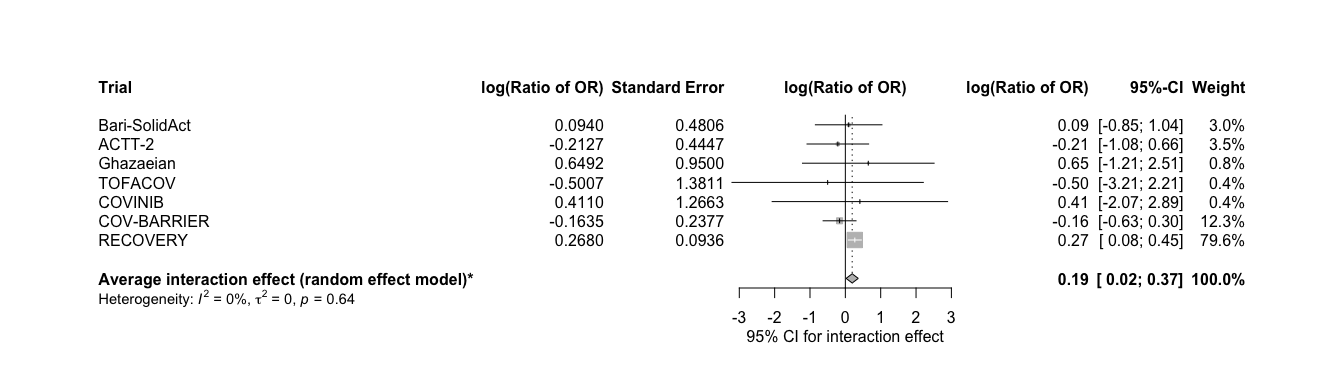 Trial log(Ratio of OR) Standard Error log(Ratio of OR) log(Ratio of OR) 95%-CI Weight
Bari-SolidAct 0.0940 0.4806 0.09 [-0.85; 1.04] 3.0%
ACTT-2 -0.2127 0.4447 -0.21 [-1.08; 0.66] 3.5%
Ghazaeian 0.6492 0.9500 0.65 [-1.21; 2.51] 0.8%
TOFACOV -0.5007 1.3811 -0.50 [-3.21; 2.21] 0.4%
COVINIB 0.4110 1.2663 0.41 [-2.07; 2.89] 0.4%
COV-BARRIER -0.1635 0.2377 -0.16 [-0.63; 0.30] 12.3%
RECOVERY 0.2680 0.0936 0.27 [ 0.08; 0.45] 79.6%
Average interaction effect (random effect model)* 0.19 [ 0.02; 0.37] 100.0%
Heterogeneity: I² = 0%, τ² = 0, p = 0.64
-3 -2 -1 0 1 2 3
95% CI for interaction effect